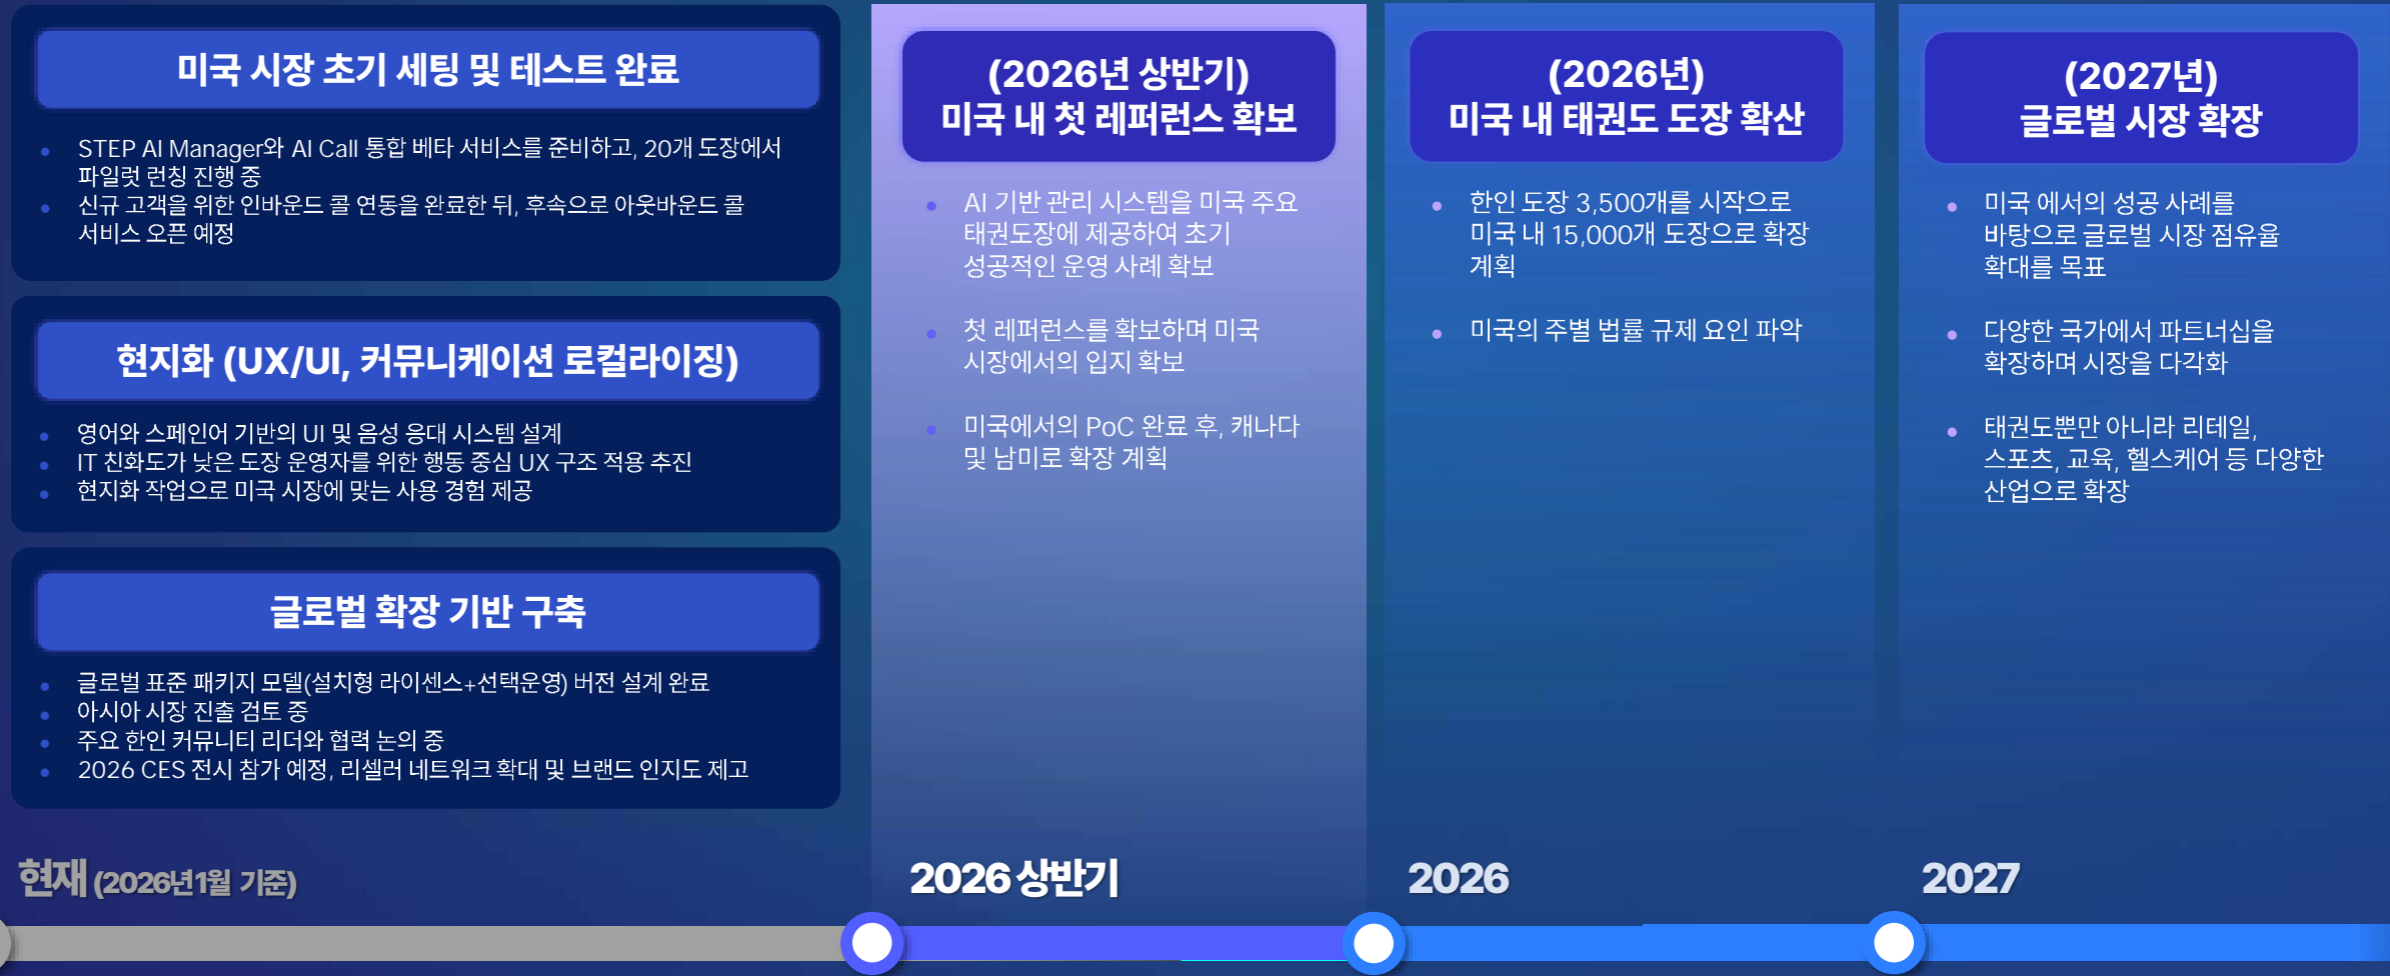 미국 시장 초기 세팅 및 테스트 완료
STEP AI Manager와 AI Call 통합 베타 서비스를 준비하고, 20개 도장에서
파일럿 런칭 진행 중
신규 고객을 위한 인바운드 콜 연동을 완료한 뒤, 후속으로 아웃바운드 콜
서비스 오픈 예정
현지화 (UX/UI, 커뮤니케이션 로컬라이징)
영어와 스페인어 기반의 UI 및 음성 응대 시스템 설계
IT 친화도가 낮은 도장 운영자를 위한 행동 중심 UX 구조 적용 추진
현지화 작업으로 미국 시장에 맞는 사용 경험 제공
글로벌 확장 기반 구축
글로벌 표준 패키지 모델(설치형 라이센스+선택운영) 버전 설계 완료
아시아 시장 진출 검토 중
주요 한인 커뮤니티 리더와 협력 논의 중
2026 CES 전시 참가 예정, 리셀러 네트워크 확대 및 브랜드 인지도 제고
현재 (2026년 1월 기준)
(2026년 상반기)
미국 내 첫 레퍼런스 확보
AI 기반 관리 시스템을 미국 주요
태권도장에 제공하여 초기
성공적인 운영 사례 확보
첫 레퍼런스를 확보하며 미국
시장에서의 입지 확보
미국에서의 PoC 완료 후, 캐나다
및 남미로 확장 계획
2026 상반기
(2026년)
미국 내 태권도 도장 확산
한인 도장 3,500개를 시작으로
미국 내 15,000개 도장으로 확장
계획
미국의 주별 법률 규제 요인 파악
2026
(2027년)
글로벌 시장 확장
미국 에서의 성공 사례를
바탕으로 글로벌 시장 점유율
확대를 목표
다양한 국가에서 파트너십을
확장하며 시장을 다각화
태권도뿐만 아니라 리테일,
스포츠, 교육, 헬스케어 등 다양한
산업으로 확장
2027